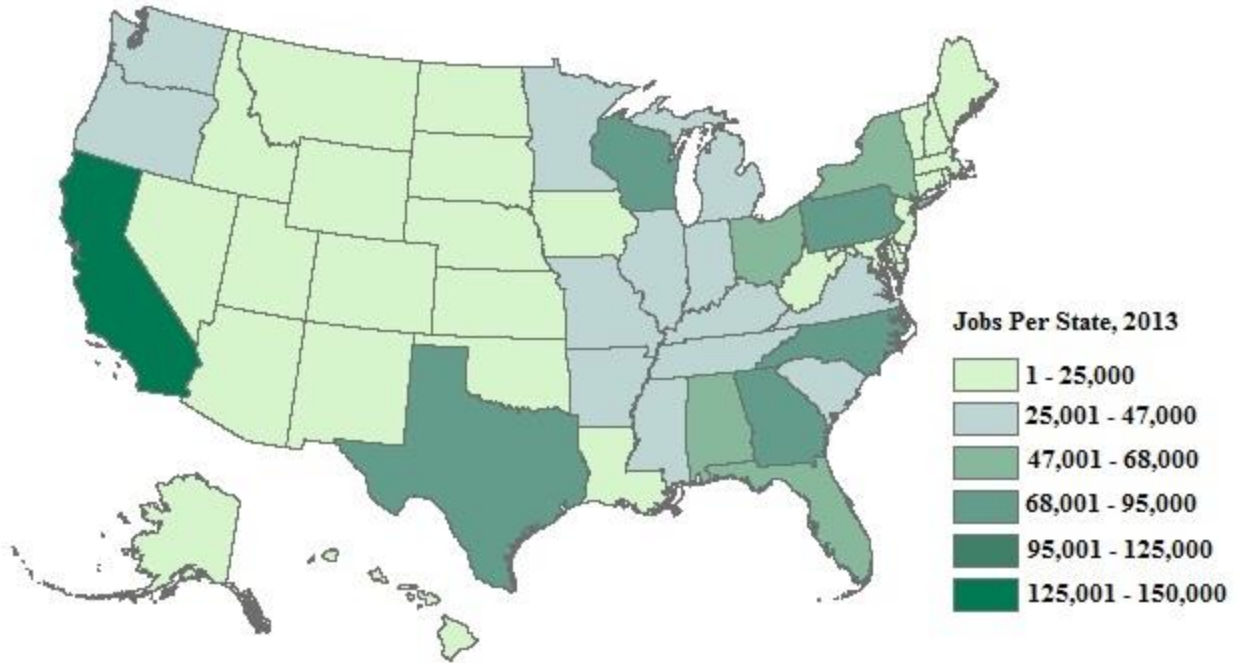 Jobs Per State, 2013
1 - 25,000
25,001 - 47,000
47,001 - 68,000
68,001 - 95,000
95,001 - 125,000
125,001 - 150,000